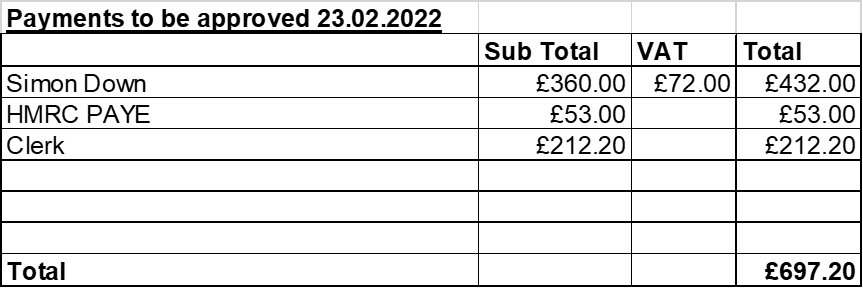 Payments to be approved 23.02.2022
Sub Total VAT Total
Simon Down £360.00 £72.00 £432.00
HMRC PAYE £53.00 £53.00
Clerk £212.20 £212.20
Total £697.20